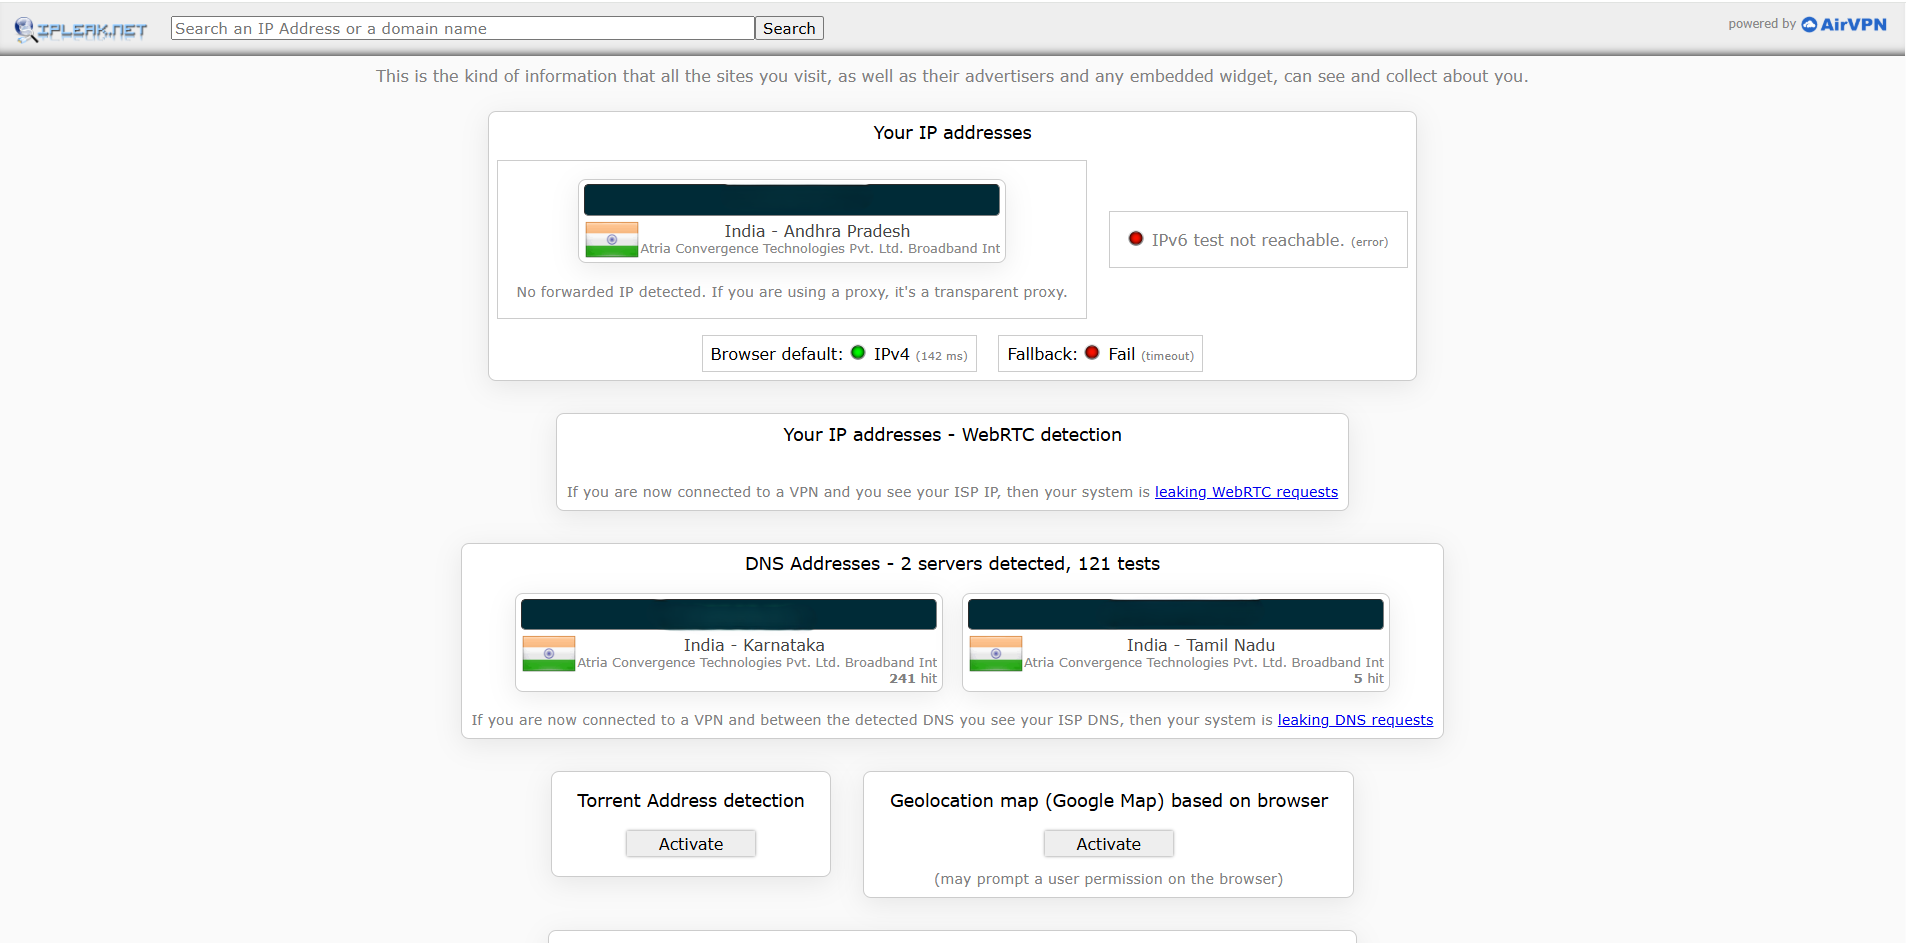 IPLEAK.NET
Search an IP Address or a domain name
Search
powered by AirVPN
This is the kind of information that all the sites you visit, as well as their advertisers and any embedded widget, can see and collect about you.
Your IP addresses
India - Andhra Pradesh
Atria Convergence Technologies Pvt. Ltd. Broadband Int
No forwarded IP detected. If you are using a proxy, it's a transparent proxy.
IPv6 test not reachable. (error)
Browser default: IPv4 (142 ms)
Fallback: Fail (timeout)
Your IP addresses - WebRTC detection
If you are now connected to a VPN and you see your ISP IP, then your system is leaking WebRTC requests
DNS Addresses - 2 servers detected, 121 tests
India - Karnataka
Atria Convergence Technologies Pvt. Ltd. Broadband Int
241 hit
India - Tamil Nadu
Atria Convergence Technologies Pvt. Ltd. Broadband Int
5 hit
If you are now connected to a VPN and between the detected DNS you see your ISP DNS, then your system is leaking DNS requests
Torrent Address detection
Activate
Geolocation map (Google Map) based on browser
Activate
(may prompt a user permission on the browser)